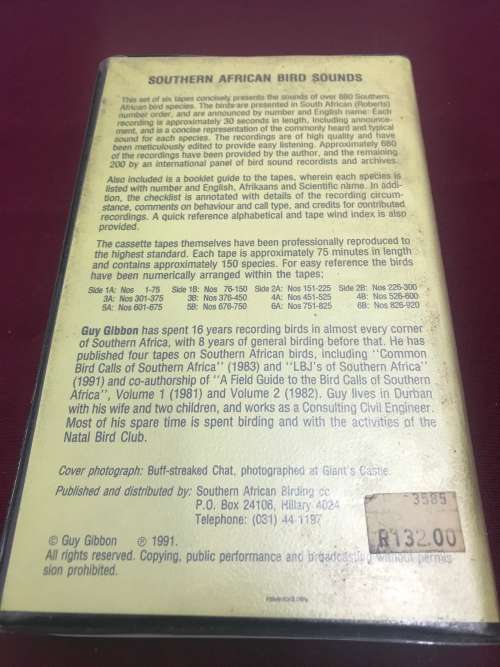 SOUTHERN AFRICAN BIRD SOUNDS
This set of six tapes concisely presents the sounds of over 880 Southern
African bird species. The birds are presented in South African (Roberts)
number order, and are announced by number and English name. Each
recording is approximately 30 seconds in length, including announce-
ment, and is a concise representation of the commonly heard and typical
sound for each species. The recordings are of high quality and have
been meticulously edited to provide easy listening. Approximately 680
of the recordings have been provided by the author, and the remaining
200 by an international panel of bird sound recordists and archives.
Also included is a booklet guide to the tapes, wherein each species is
listed with number and English, Afrikaans and Scientific name. In addi-
tion, the checklist is annotated with details of the recording circum-
stance, comments on behaviour and call type, and credits for contributed
recordings. A quick reference alphabetical and tape wind index is also
provided.
The cassette tapes themselves have been professionally reproduced to
the highest standard. Each tape is approximately 75 minutes in length
and contains approximately 150 species. For easy reference the birds
have been numerically arranged within the tapes:
Side 1A: Nos 1-75 Side 1B: Nos 76-150 Side 2A: Nos 151-225 Side 2B: Nos 226-300
3A: Nos 301-375 3B: Nos 376-450 4A: Nos 451-525 4B: Nos 526-600
5A: Nos 601-675 5B: Nos 676-750 6A: Nos 751-825 6B: Nos 826-920
Guy Gibbon has spent 16 years recording birds in almost every corner
of Southern Africa, with 8 years of general birding before that. He has
published four tapes on Southern African birds, including "Common
Bird Calls of Southern Africa" (1983) and "LBJ's of Southern Africa"
(1991) and co-authorship of "A Field Guide to the Bird Calls of Southern
Africa", Volume 1 (1981) and Volume 2 (1982). Guy lives in Durban
with his wife and two children, and works as a Consulting Civil Engineer.
Most of his spare time is spent birding and with the activities of the
Natal Bird Club.
Cover photograph: Buff-streaked Chat, photographed at Giant's Castle.
Published and distributed by: Southern African Birding cc
P.O. Box 24106, Hillary 4024
Telephone: (031) 44-1197
3585
R132.00
© Guy Gibbon ℗ 1991.
All rights reserved. Copying, public performance and broadcasting without permis-
sion prohibited.